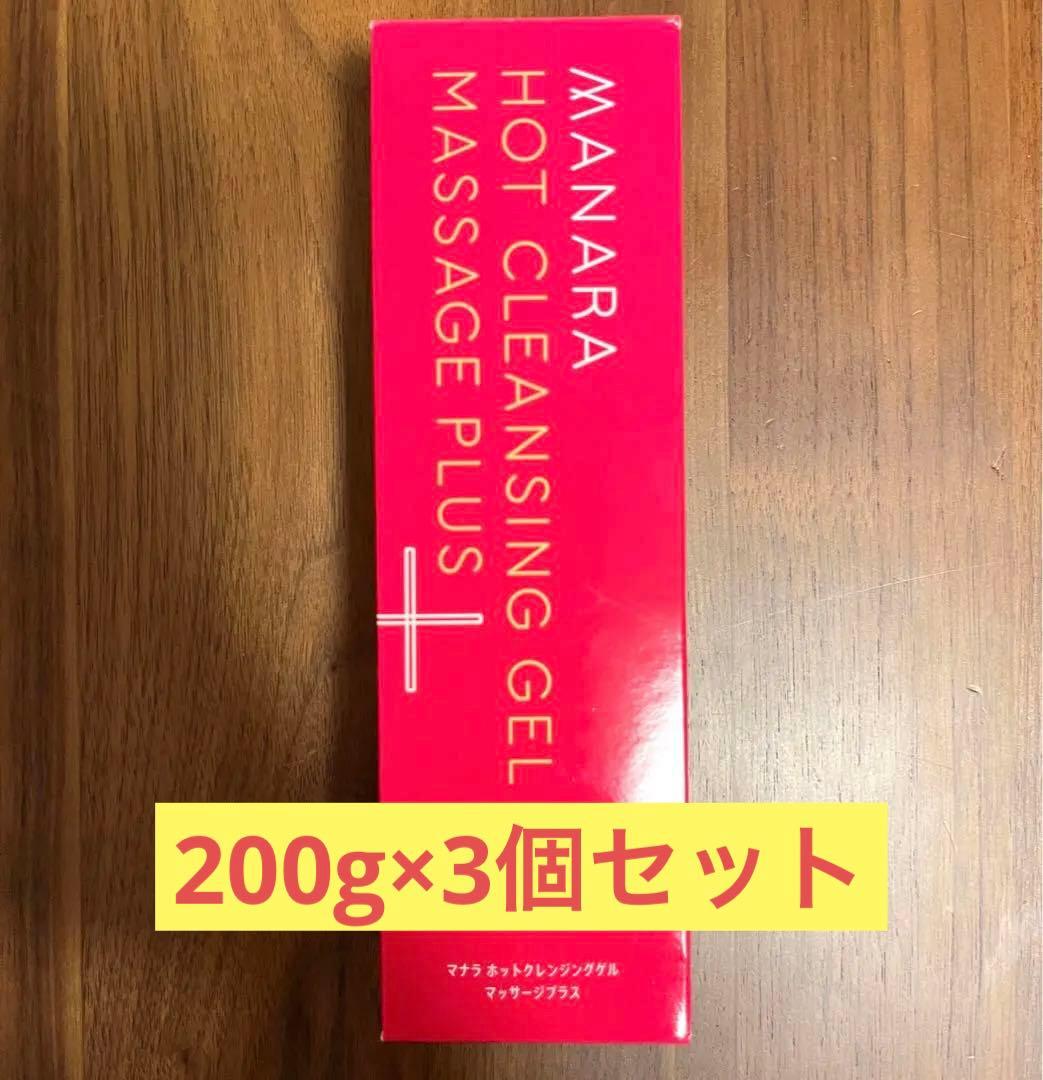 MANARA
HOT CLEANSING GEL
MASSAGE PLUS
200g×3個セット
マナラ ホットクレンジングゲル
マッサージプラス